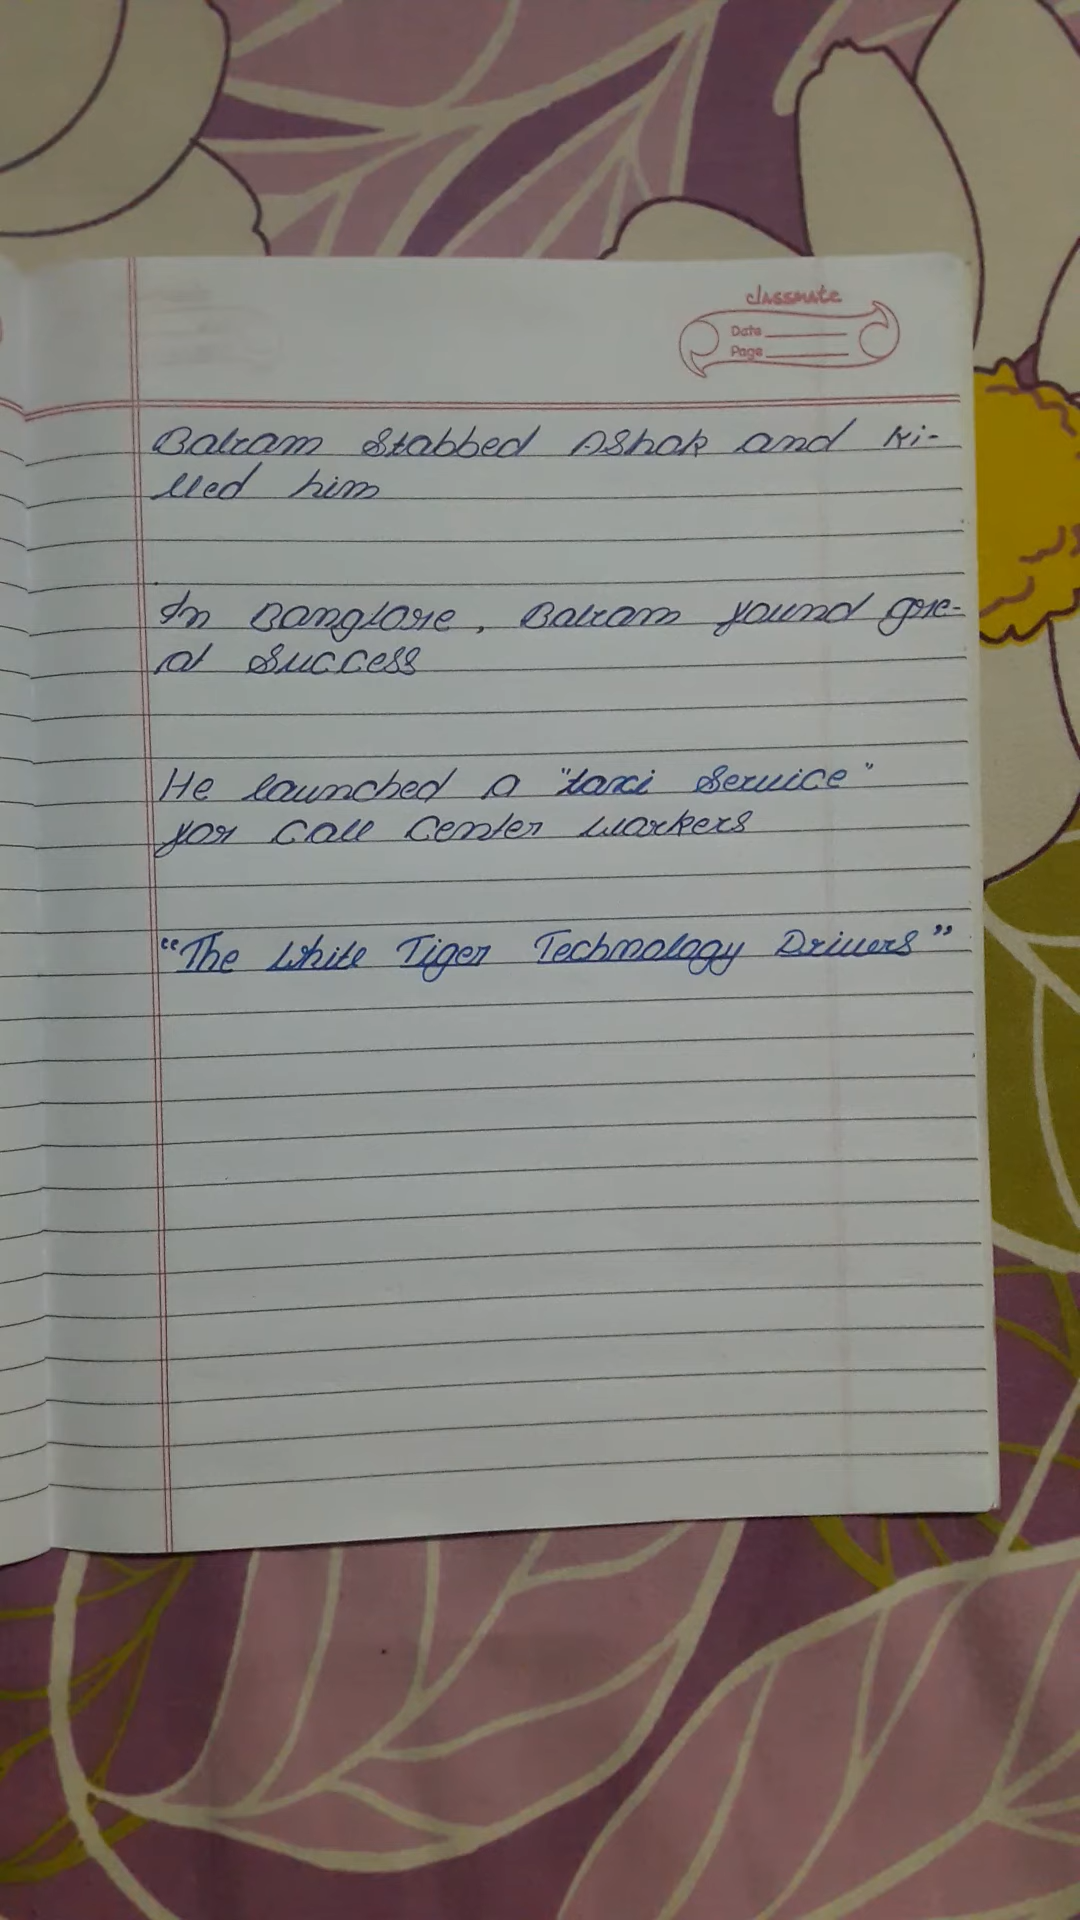 classmate
Date
Page
Balram stabbed Ashok and ki-
lled him
In Banglore, Balram found gre-
at success
He launched a "taxi service"
for call center workers
"The White Tiger Technology Drivers"